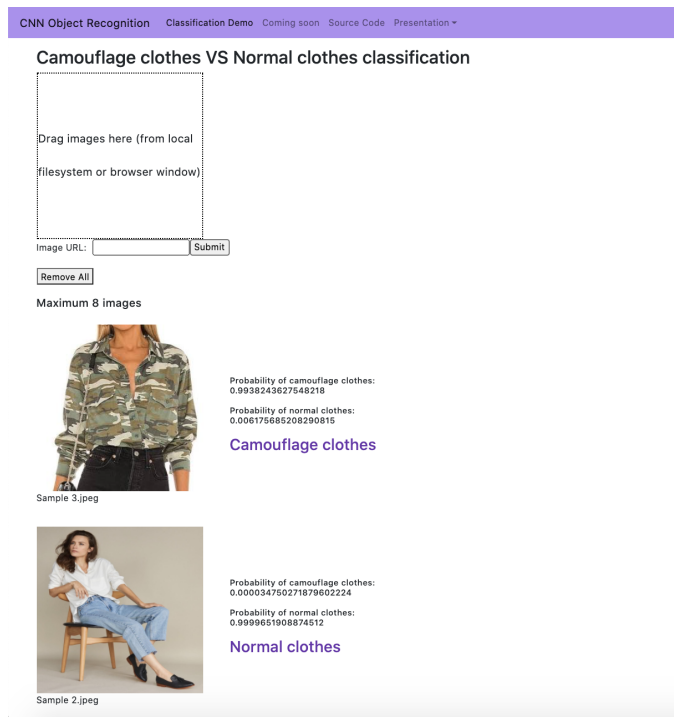 CNN Object Recognition Classification Demo Coming soon Source Code Presentation
Camouflage clothes VS Normal clothes classification
Drag images here (from local
filesystem or browser window)
Image URL: Submit
Remove All
Maximum 8 images
Probability of camouflage clothes:
0.9938243627548218
Probability of normal clothes:
0.006175685208290815
Camouflage clothes
Sample 3.jpeg
Probability of camouflage clothes:
0.000034750271879602224
Probability of normal clothes:
0.9999651908874512
Normal clothes
Sample 2.jpeg